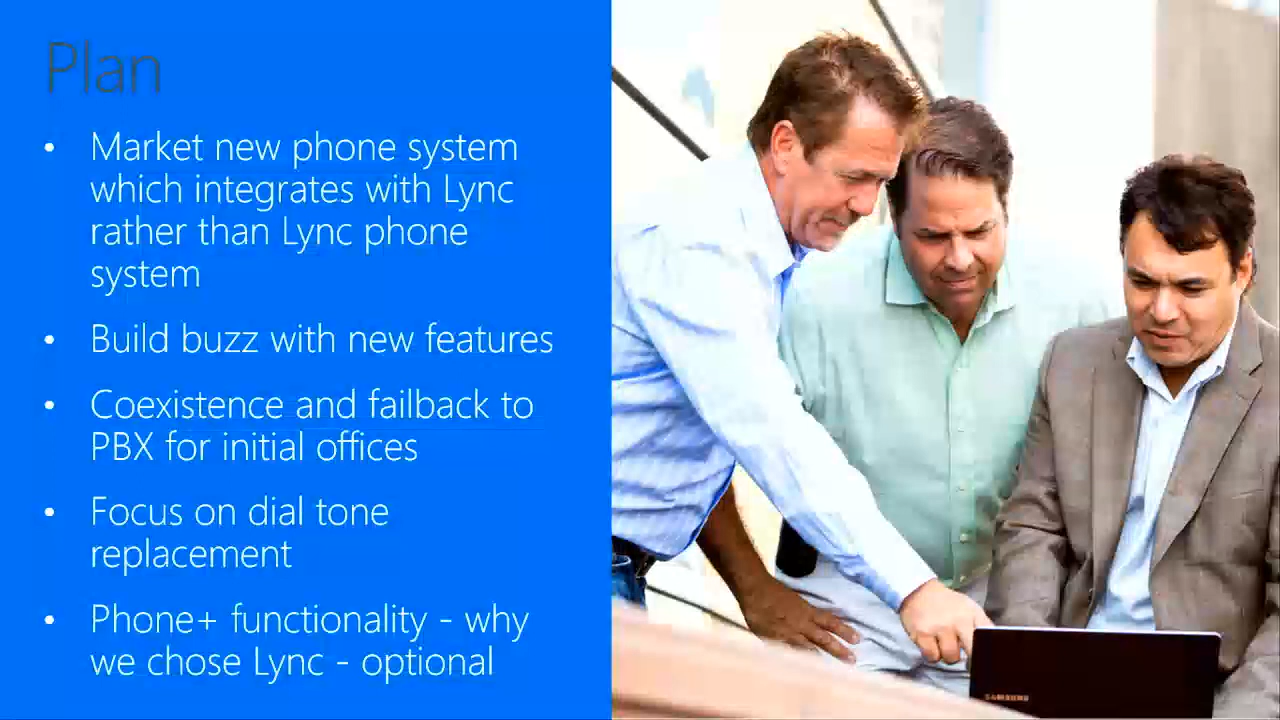 Plan
• Market new phone system
which integrates with Lync
rather than Lync phone
system
• Build buzz with new features
• Coexistence and failback to
PBX for initial offices
• Focus on dial tone
replacement
• Phone+ functionality - why
we chose Lync - optional
SAMSUNG